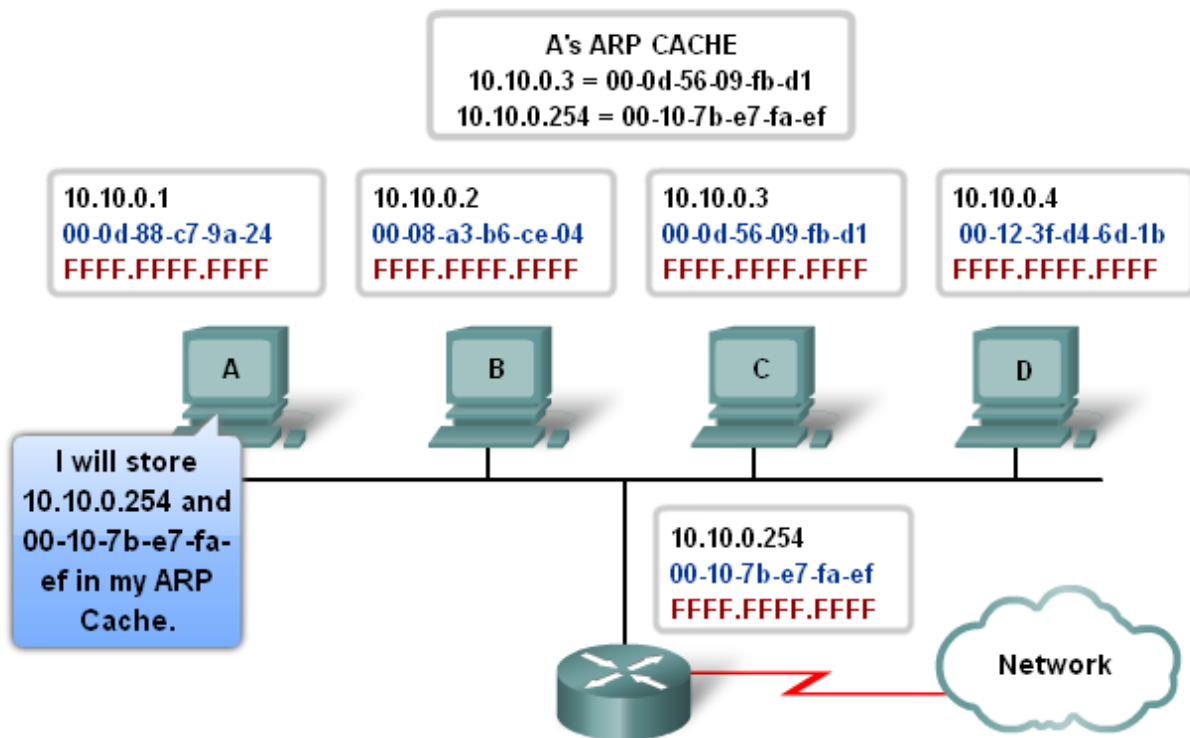 A's ARP CACHE
10.10.0.3 = 00-0d-56-09-fb-d1
10.10.0.254 = 00-10-7b-e7-fa-ef
10.10.0.1
00-0d-88-c7-9a-24
FFFF.FFFF.FFFF
10.10.0.2
00-08-a3-b6-ce-04
FFFF.FFFF.FFFF
10.10.0.3
00-0d-56-09-fb-d1
FFFF.FFFF.FFFF
10.10.0.4
00-12-3f-d4-6d-1b
FFFF.FFFF.FFFF
A
B
C
D
I will store
10.10.0.254 and
00-10-7b-e7-fa-
ef in my ARP
Cache.
10.10.0.254
00-10-7b-e7-fa-ef
FFFF.FFFF.FFFF
Network